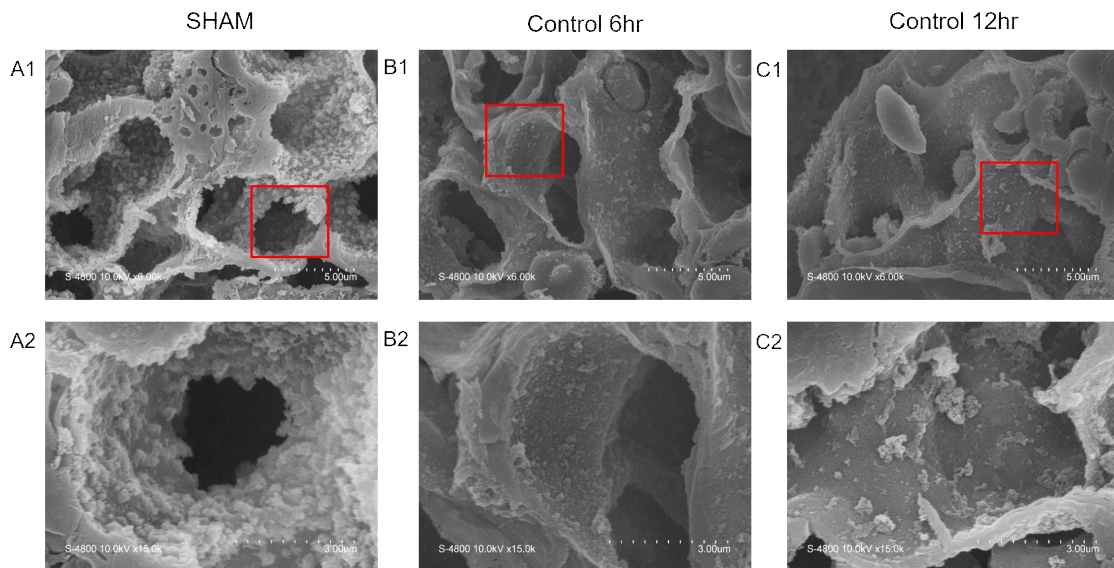 SHAM
Control 6hr
Control 12hr
A1
B1
C1
S-4800 10.0kV x6.00k
5.00um
S-4800 10.0kV x6.00k
5.00um
S-4800 10.0kV x6.00k
5.00um
A2
B2
C2
S-4800 10.0kV x15.0k
3.00um
S-4800 10.0kV x15.0k
3.00um
S-4800 10.0kV x15.0k
3.00um